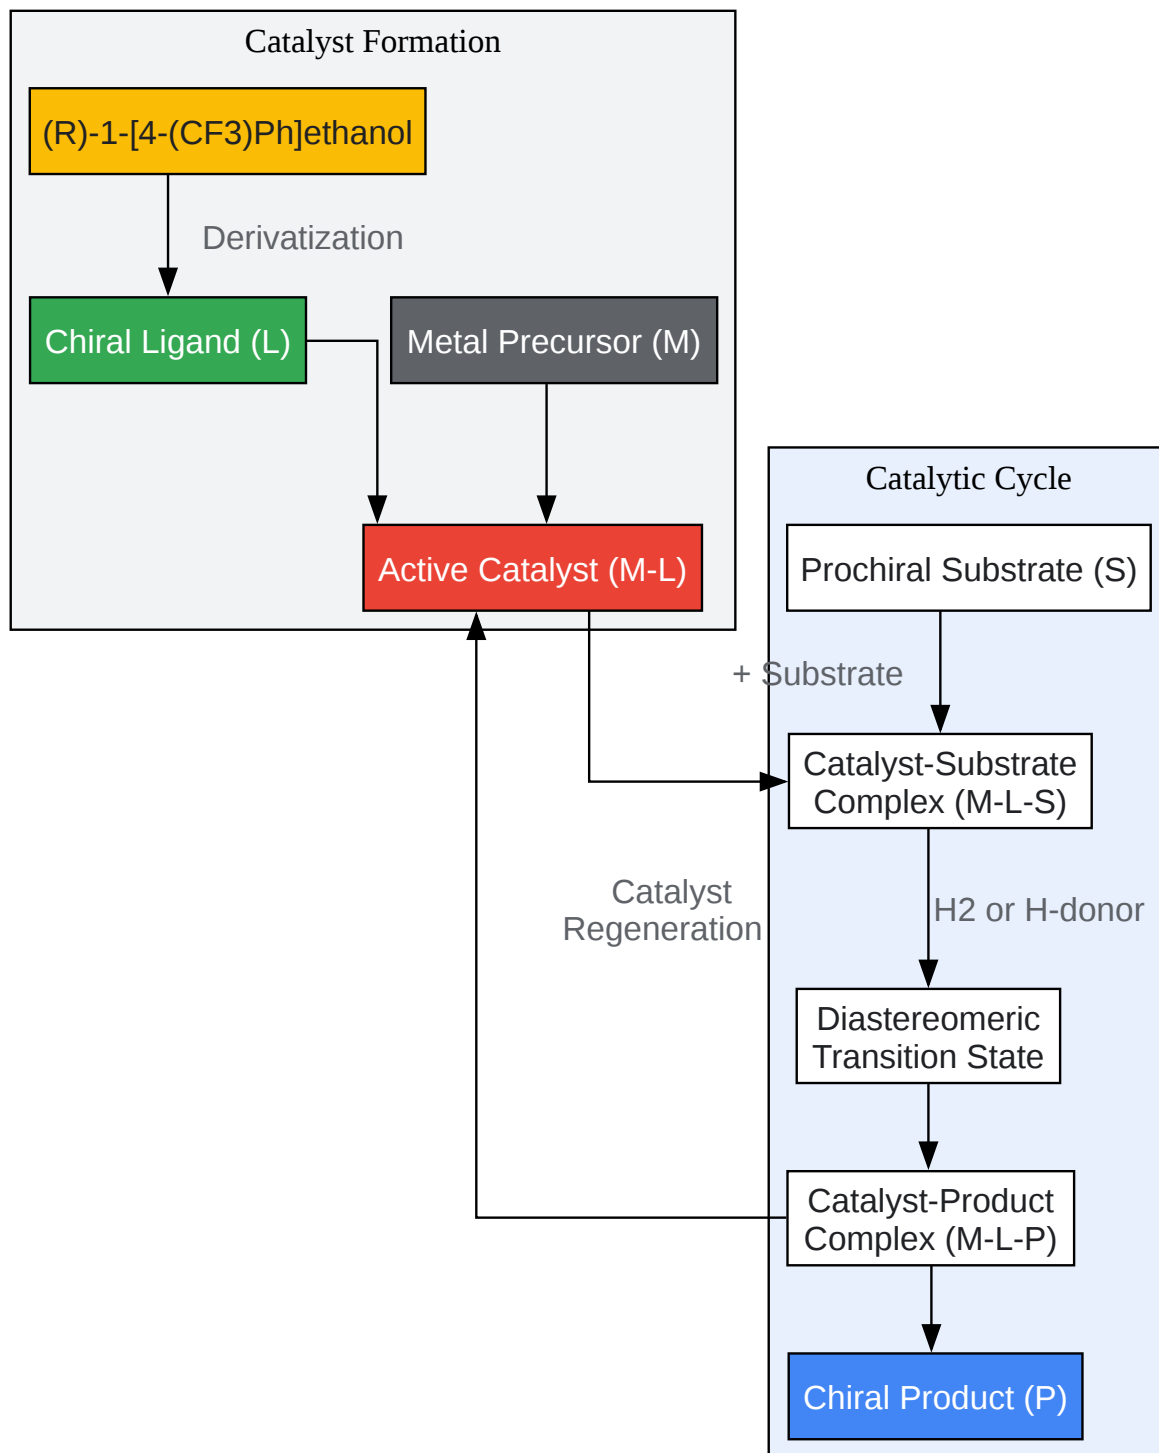 Catalyst Formation
(R)-1-[4-(CF3)Ph]ethanol
Derivatization
Chiral Ligand (L)
Metal Precursor (M)
Active Catalyst (M-L)
Catalytic Cycle
Prochiral Substrate (S)
+ Substrate
Catalyst-Substrate
Complex (M-L-S)
Catalyst
Regeneration
H2 or H-donor
Diastereomeric
Transition State
Catalyst-Product
Complex (M-L-P)
Chiral Product (P)